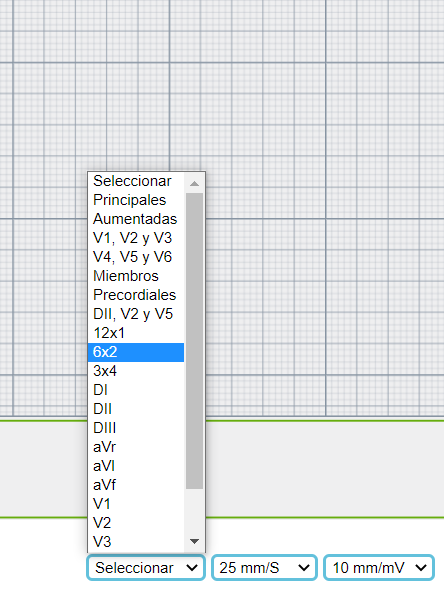 Seleccionar
Principales
Aumentadas
V1, V2 y V3
V4, V5 y V6
Miembros
Precordiales
DII, V2 y V5
12x1
6x2
3x4
DI
DII
DIII
aVr
aVl
aVf
V1
V2
V3
Seleccionar 25 mm/S 10 mm/mV